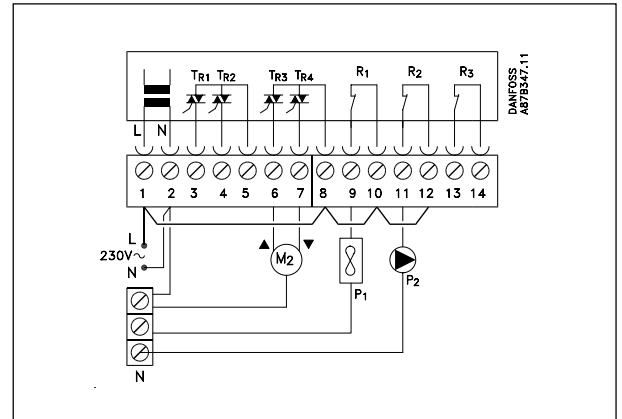 TR1 TR2 TR3 TR4 R1 R2 R3
DANFOSS
A87B347.11
L N
1 2 3 4 5 6 7 8 9 10 11 12 13 14
L
230V~
N
M2
P1
P2
N